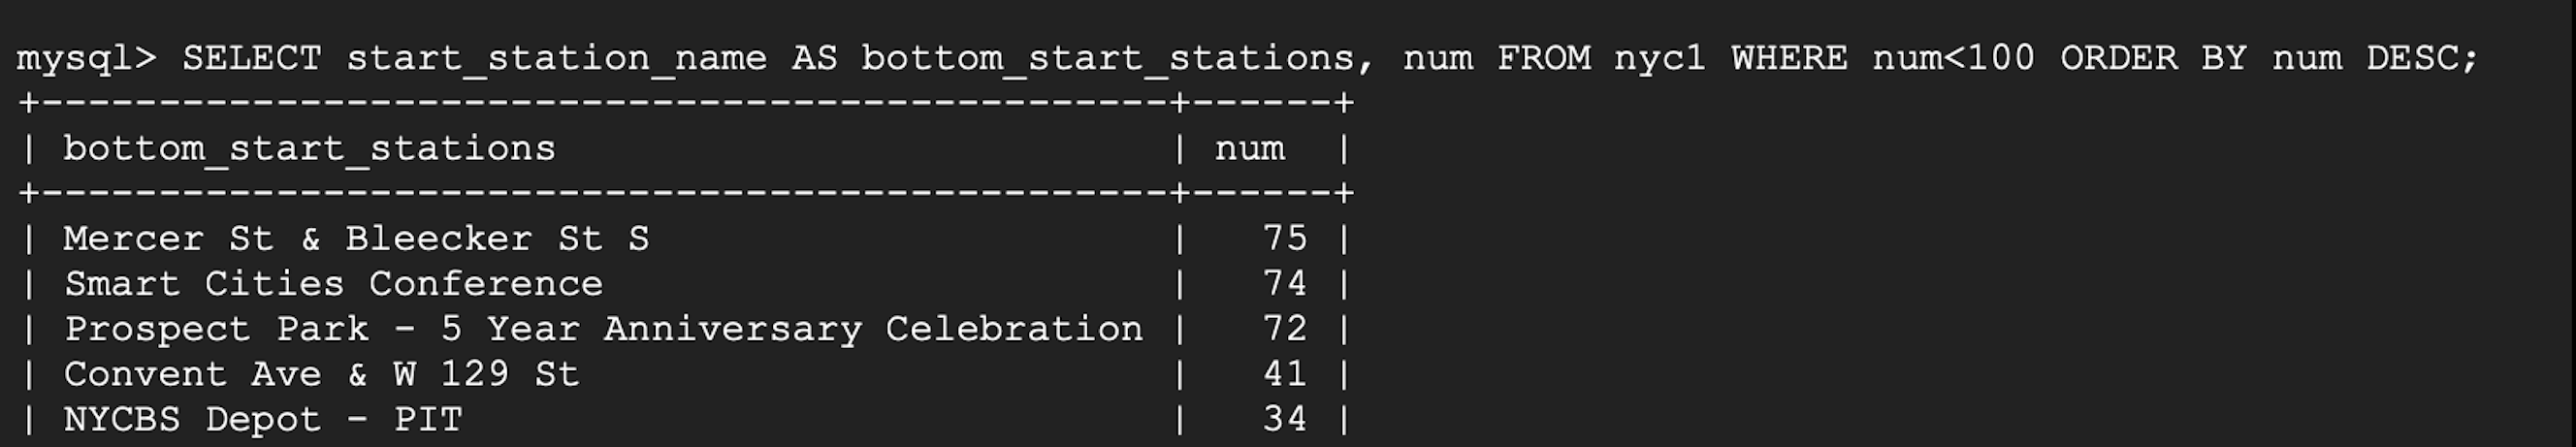 mysql> SELECT start_station_name AS bottom_start_stations, num FROM nyc1 WHERE num<100 ORDER BY num DESC;
+------------------------------------------------+------+
| bottom_start_stations                          | num  |
+------------------------------------------------+------+
| Mercer St & Bleecker St S                      |   75 |
| Smart Cities Conference                        |   74 |
| Prospect Park - 5 Year Anniversary Celebration |   72 |
| Convent Ave & W 129 St                         |   41 |
| NYCBS Depot - PIT                              |   34 |